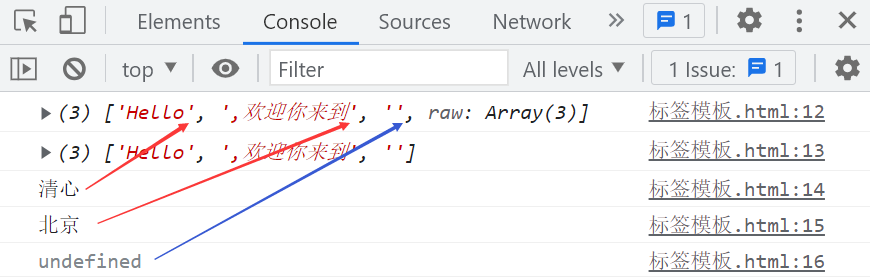 Elements Console Sources Network » 1
top ▼ Filter All levels ▼ 1 Issue: 1
▶ (3) ['Hello', ',欢迎你来到', '', raw: Array(3)] 标签模板.html:12
▶ (3) ['Hello', ',欢迎你来到', ''] 标签模板.html:13
清心 标签模板.html:14
北京 标签模板.html:15
undefined 标签模板.html:16